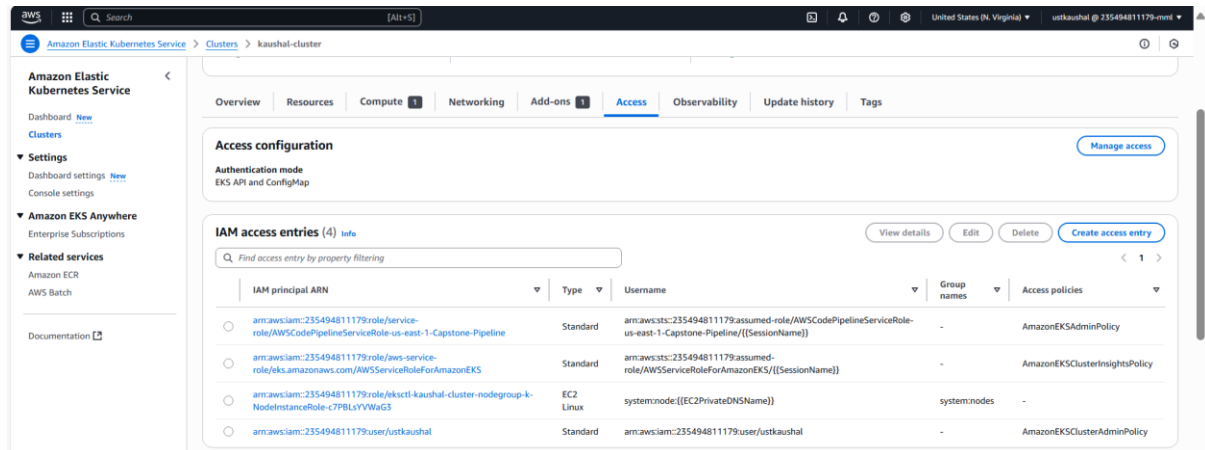 aws
Search
[Alt+S]
United States (N. Virginia) ▼
ustkaushal @ 235494811179-mml ▼
Amazon Elastic Kubernetes Service > Clusters > kaushal-cluster
Amazon Elastic
Kubernetes Service
Dashboard New
Clusters
Settings
Dashboard settings New
Console settings
Amazon EKS Anywhere
Enterprise Subscriptions
Related services
Amazon ECR
AWS Batch
Documentation
Overview Resources Compute 1 Networking Add-ons 1 Access Observability Update history Tags
Access configuration
Manage access
Authentication mode
EKS API and ConfigMap
IAM access entries (4) Info
View details Edit Delete Create access entry
Find access entry by property filtering
< 1 >
IAM principal ARN Type Username Group names Access policies
arn:aws:iam::235494811179:role/service-
role/AWSCodePipelineServiceRole-us-east-1-Capstone-Pipeline
Standard
arn:aws:sts::235494811179:assumed-role/AWSCodePipelineServiceRole-
us-east-1-Capstone-Pipeline/{{SessionName}}
-
AmazonEKSAdminPolicy
arn:aws:iam::235494811179:role/aws-service-
role/eks.amazonaws.com/AWSServiceRoleForAmazonEKS
Standard
arn:aws:sts::235494811179:assumed-
role/AWSServiceRoleForAmazonEKS/{{SessionName}}
-
AmazonEKSClusterInsightsPolicy
arn:aws:iam::235494811179:role/eksctl-kaushal-cluster-nodegroup-k-
NodeInstanceRole-c7PBLsYVWaG3
EC2
Linux
system:node:{{EC2PrivateDNSName}}
system:nodes
-
arn:aws:iam::235494811179:user/ustkaushal
Standard
arn:aws:iam::235494811179:user/ustkaushal
-
AmazonEKSClusterAdminPolicy